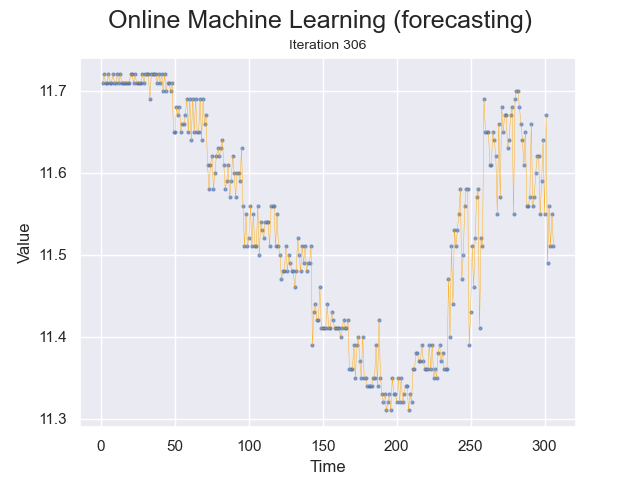 Online Machine Learning (forecasting)
Iteration 306
11.7
11.6
11.5
11.4
11.3
Value
0 50 100 150 200 250 300
Time